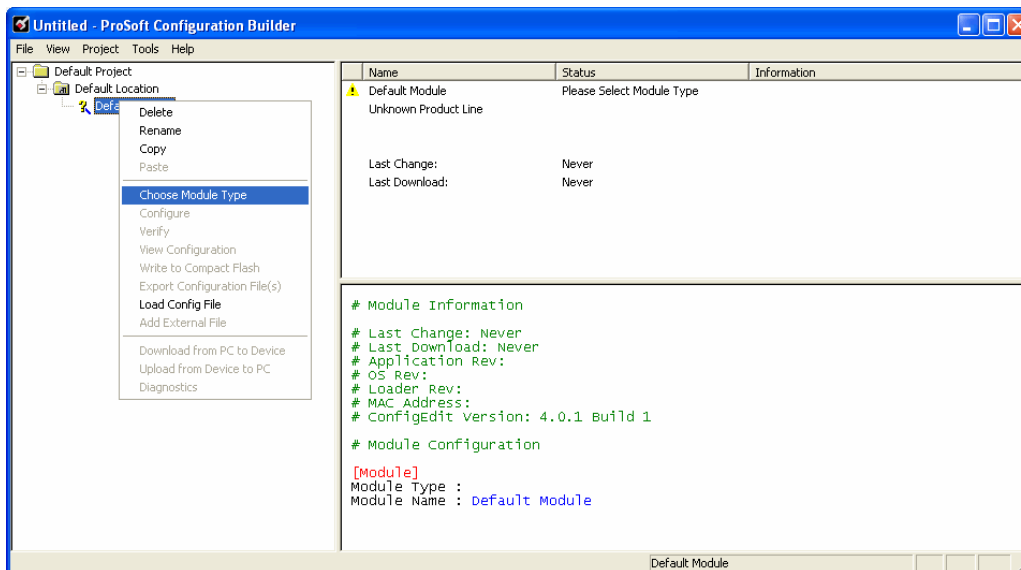 Untitled - ProSoft Configuration Builder
File View Project Tools Help
Default Project
Default Location
Delete
Rename
Copy
Paste
Choose Module Type
Configure
Verify
View Configuration
Write to Compact Flash
Export Configuration File(s)
Load Config File
Add External File
Download from PC to Device
Upload from Device to PC
Diagnostics
Name Status Information
Default Module Please Select Module Type
Unknown Product Line
Last Change: Never
Last Download: Never
# Module Information
# Last Change: Never
# Last Download: Never
# Application Rev:
# OS Rev:
# Loader Rev:
# MAC Address:
# ConfigEdit Version: 4.0.1 Build 1
# Module Configuration
[Module]
Module Type :
Module Name : Default Module
Default Module